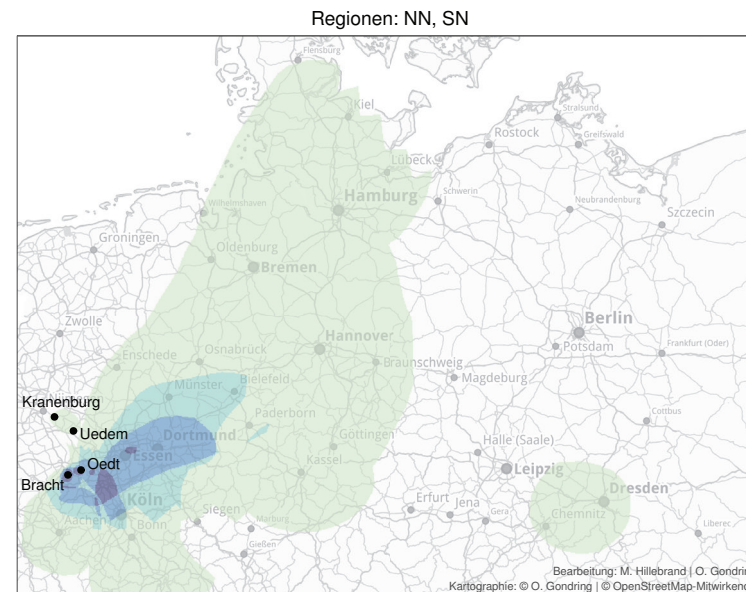 Regionen: NN, SN
Flensburg
Kiel
Stralsund
Rostock
Greifswald
Lübeck
Schwerin
Hamburg
Wilhelmshaven
Neubrandenburg
Szczecin
Groningen
Oldenburg
Bremen
Zwolle
Berlin
Hannover
Enschede
Osnabrück
Potsdam
Frankfurt (Oder)
Braunschweig
Magdeburg
Münster
Bielefeld
Kranenburg
Paderborn
Cottbus
Uedem
Dortmund
Göttingen
Essen
Halle (Saale)
Oedt
Kassel
Leipzig
Bracht
Köln
Dresden
Erfurt
Jena
Siegen
Chemnitz
Aachen
Bonn
Marburg
Gera
Liberec
Gießen
Bearbeitung: M. Hillebrand | O. Gondrin
Kartographie: © O. Gondring | © OpenStreetMap-Mitwirkend